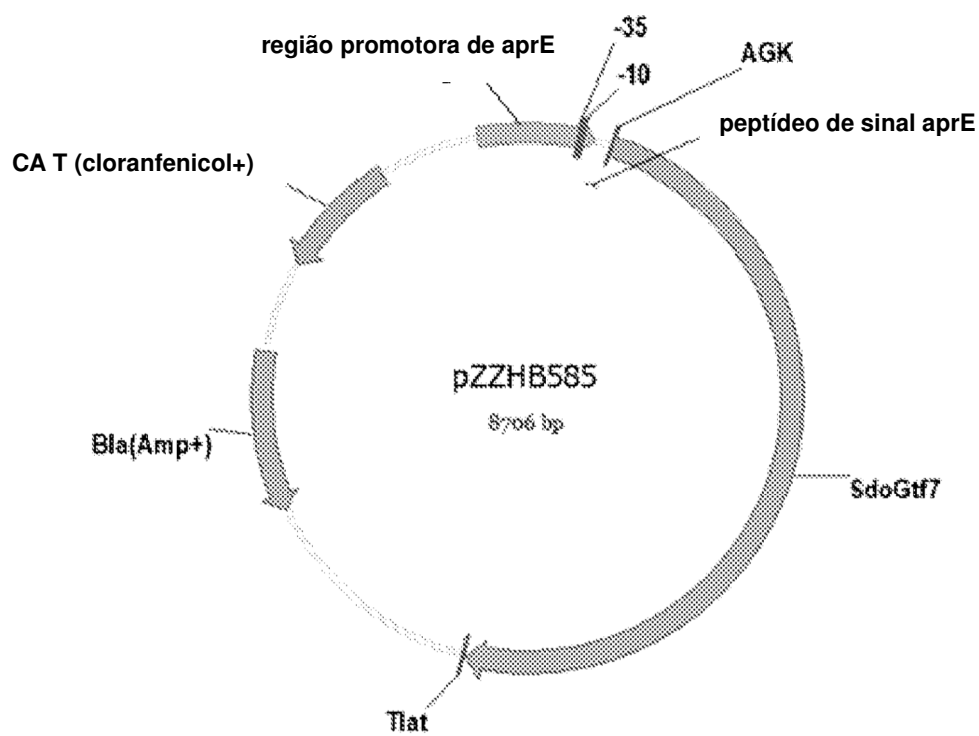 -35
região promotora de aprE
AGK
-10
peptídeo de sinal aprE
CA T (cloranfenicol+)
pZZHB585
8706 bp
Bla(Amp+)
SdoGtf7
Tlat